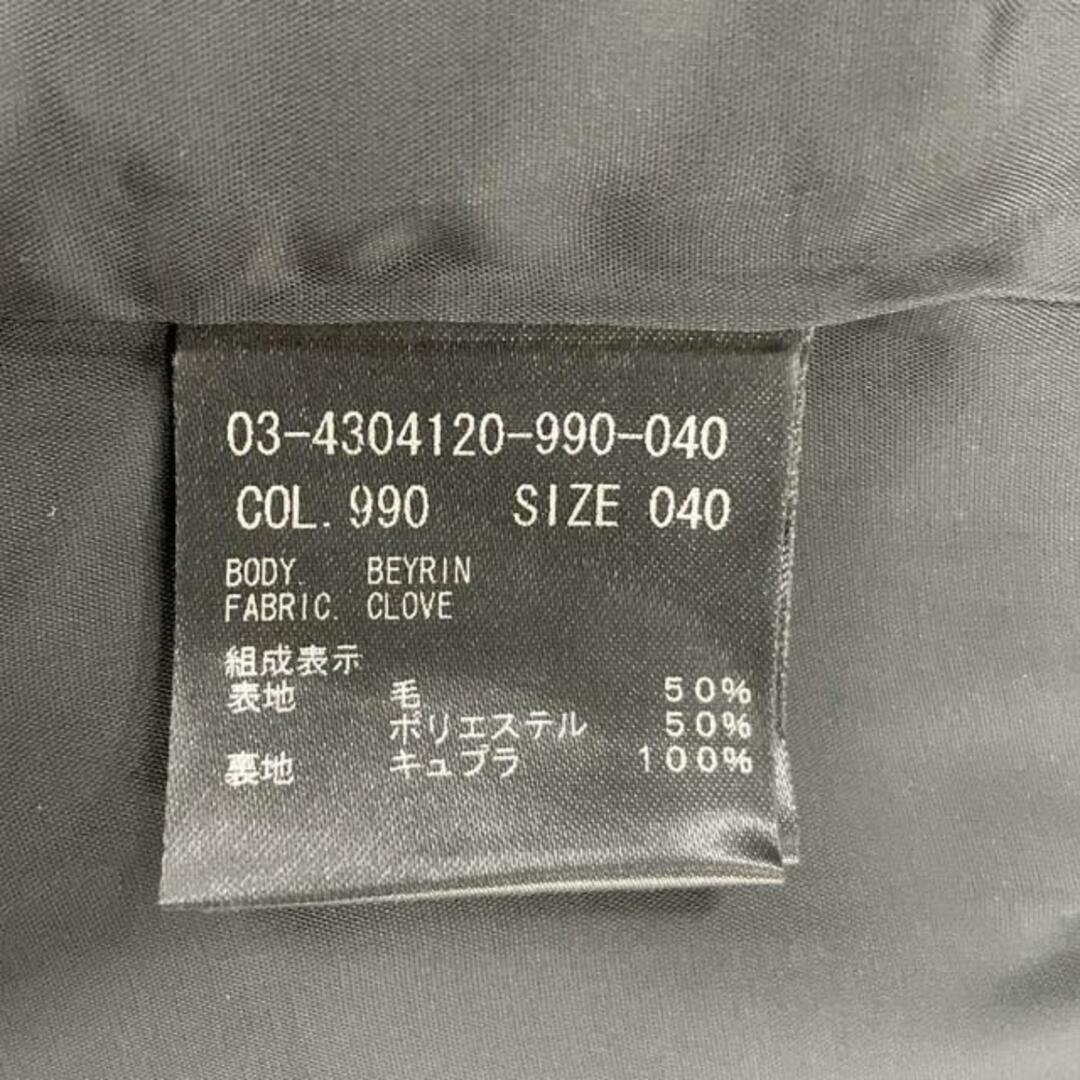 03-4304120-990-040
COL. 990 SIZE 040
BODY. BEYRIN
FABRIC. CLOVE
組成表示
表地 毛 50%
ポリエステル 50%
裏地 キュプラ 100%